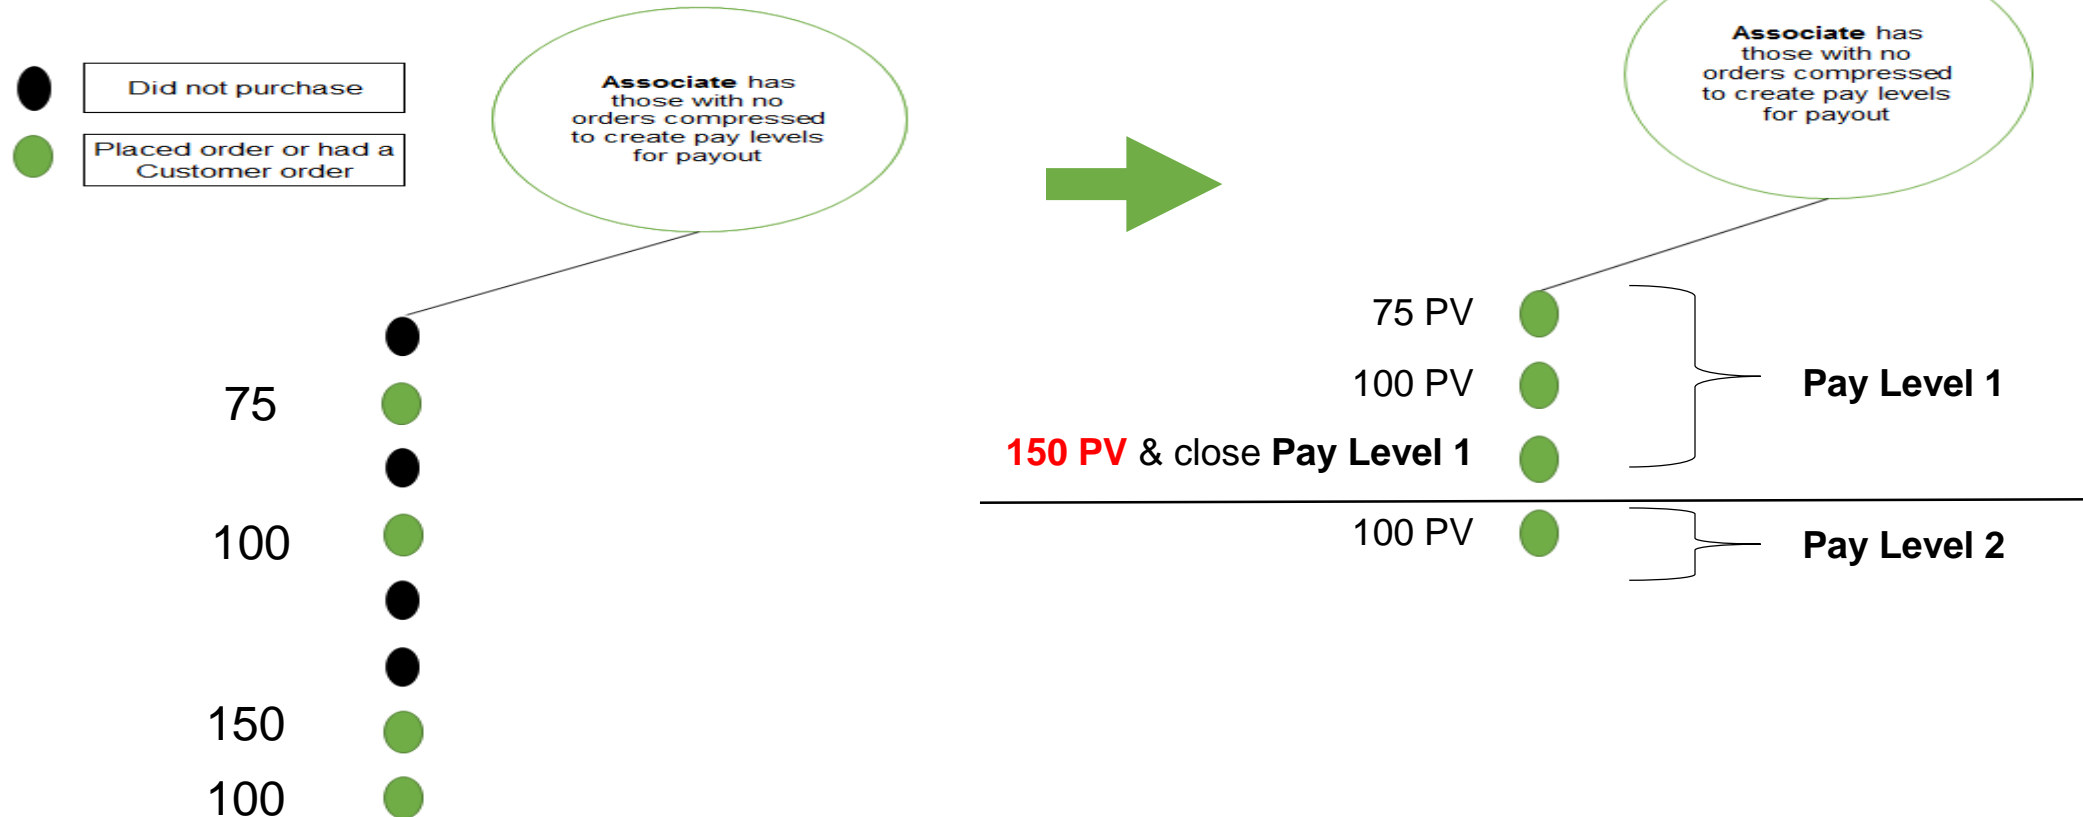 Did not purchase
Placed order or had a
Customer order
Associate has
those with no
orders compressed
to create pay levels
for payout
75
100
150
100
Associate has
those with no
orders compressed
to create pay levels
for payout
75 PV
100 PV
150 PV & close Pay Level 1
Pay Level 1
100 PV
Pay Level 2